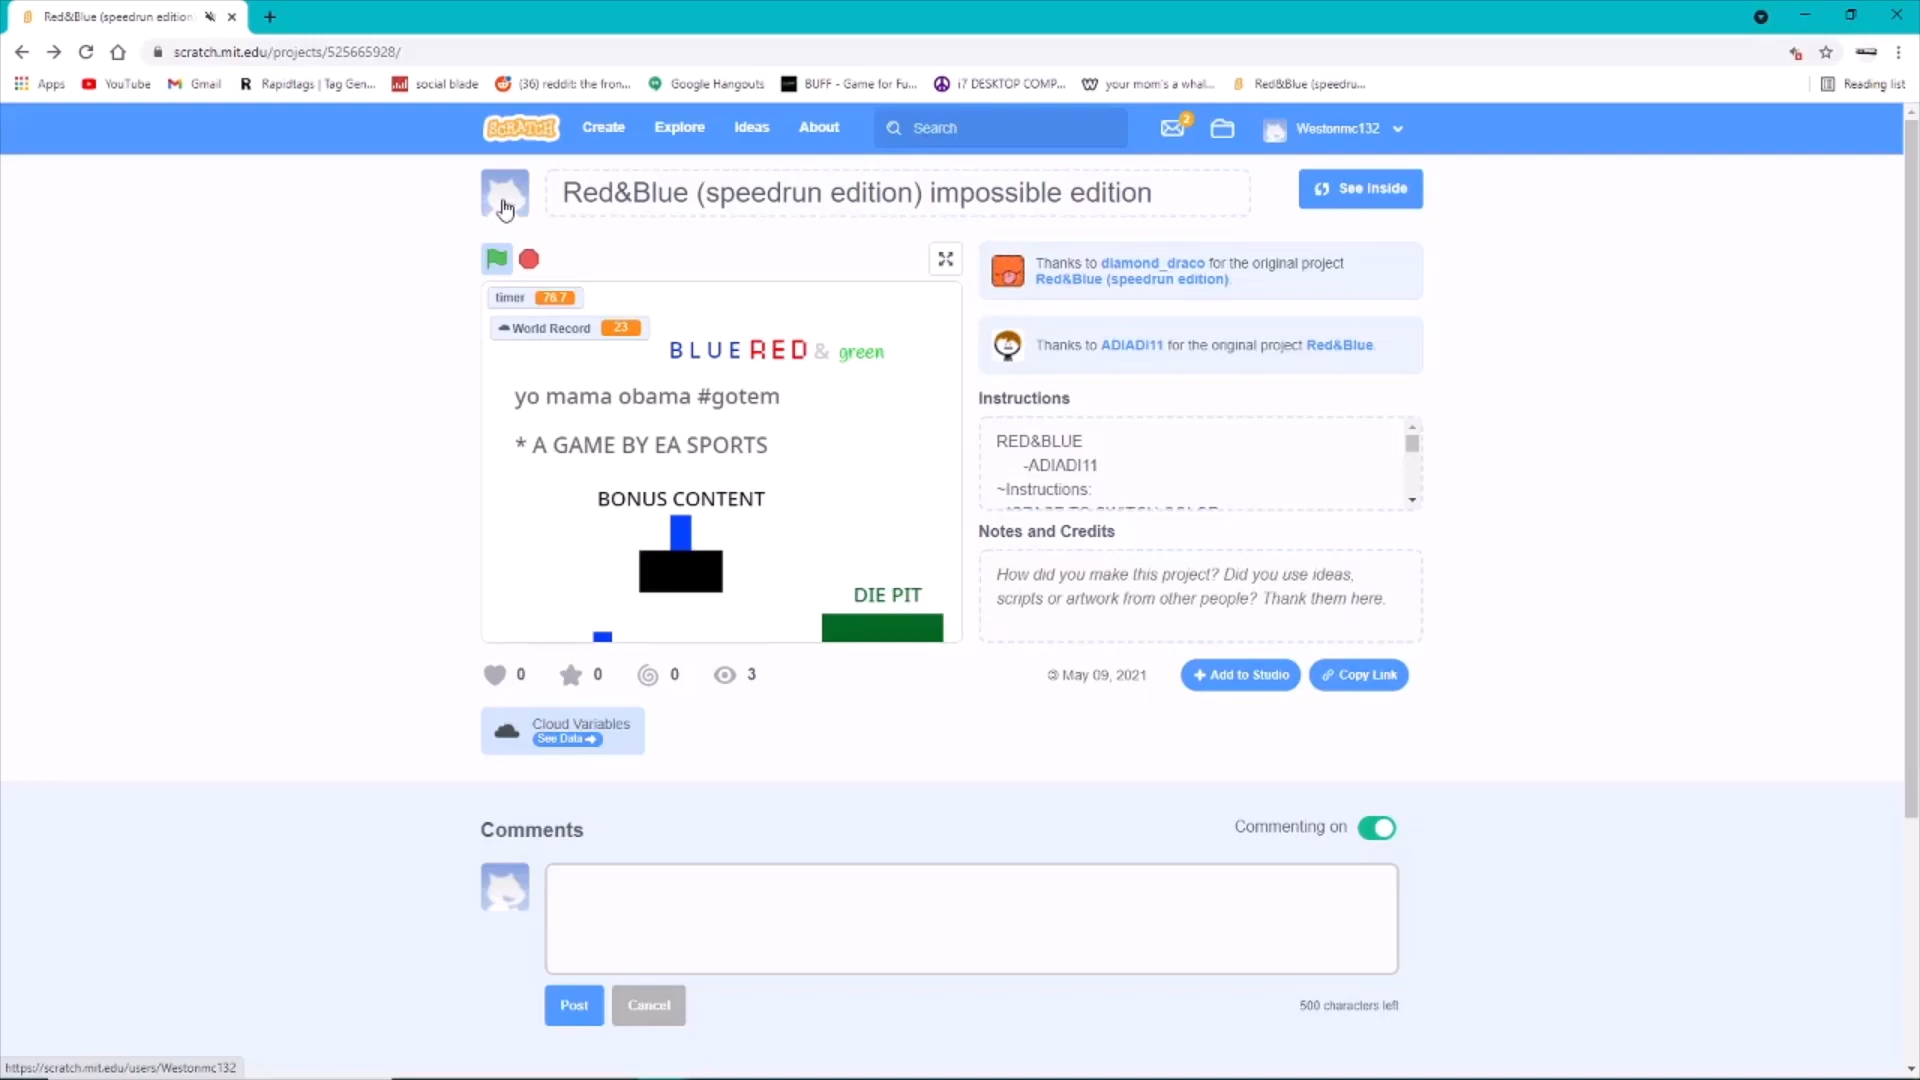 Red&Blue (speedrun edition
scratch.mit.edu/projects/525665928/
Apps YouTube Gmail R Rapidtags | Tag Gen... social blade (36) reddit: the fron... Google Hangouts BUFF - Game for Fu... i7 DESKTOP COMP... your mom's a whal... Red&Blue (speedru... Reading list
SCRATCH Create Explore Ideas About Search 2 Westonmc132
Red&Blue (speedrun edition) impossible edition
See Inside
Thanks to diamond_draco for the original project
Red&Blue (speedrun edition).
timer 76.7
World Record 23
BLUE RED & green
Thanks to ADIADI11 for the original project Red&Blue.
yo mama obama #gotem
* A GAME BY EA SPORTS
BONUS CONTENT
DIE PIT
Instructions
RED&BLUE
-ADIADI11
~Instructions:
Notes and Credits
How did you make this project? Did you use ideas,
scripts or artwork from other people? Thank them here.
0 0 0 3
© May 09, 2021
Add to Studio
Copy Link
Cloud Variables
See Data
Comments
Commenting on
Post
Cancel
500 characters left
https://scratch.mit.edu/users/Westonmc132